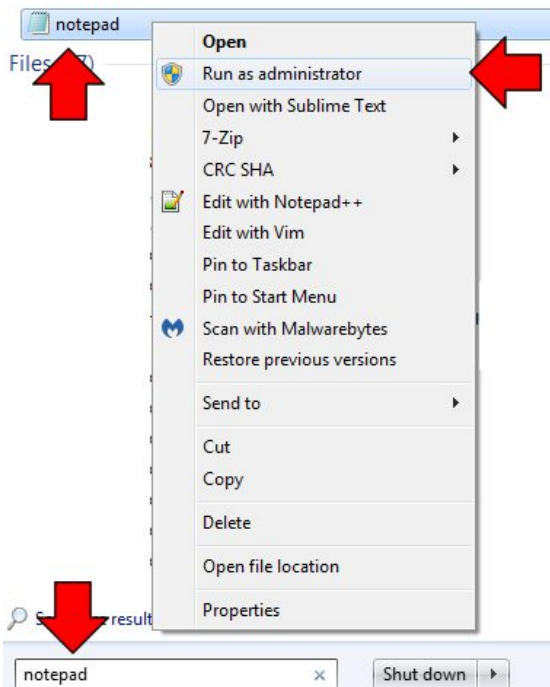 notepad
Files 7)
Open
Run as administrator
Open with Sublime Text
7-Zip
CRC SHA
Edit with Notepad++
Edit with Vim
Pin to Taskbar
Pin to Start Menu
Scan with Malwarebytes
Restore previous versions
Send to
Cut
Copy
Delete
Open file location
Properties
result
notepad
Shut down